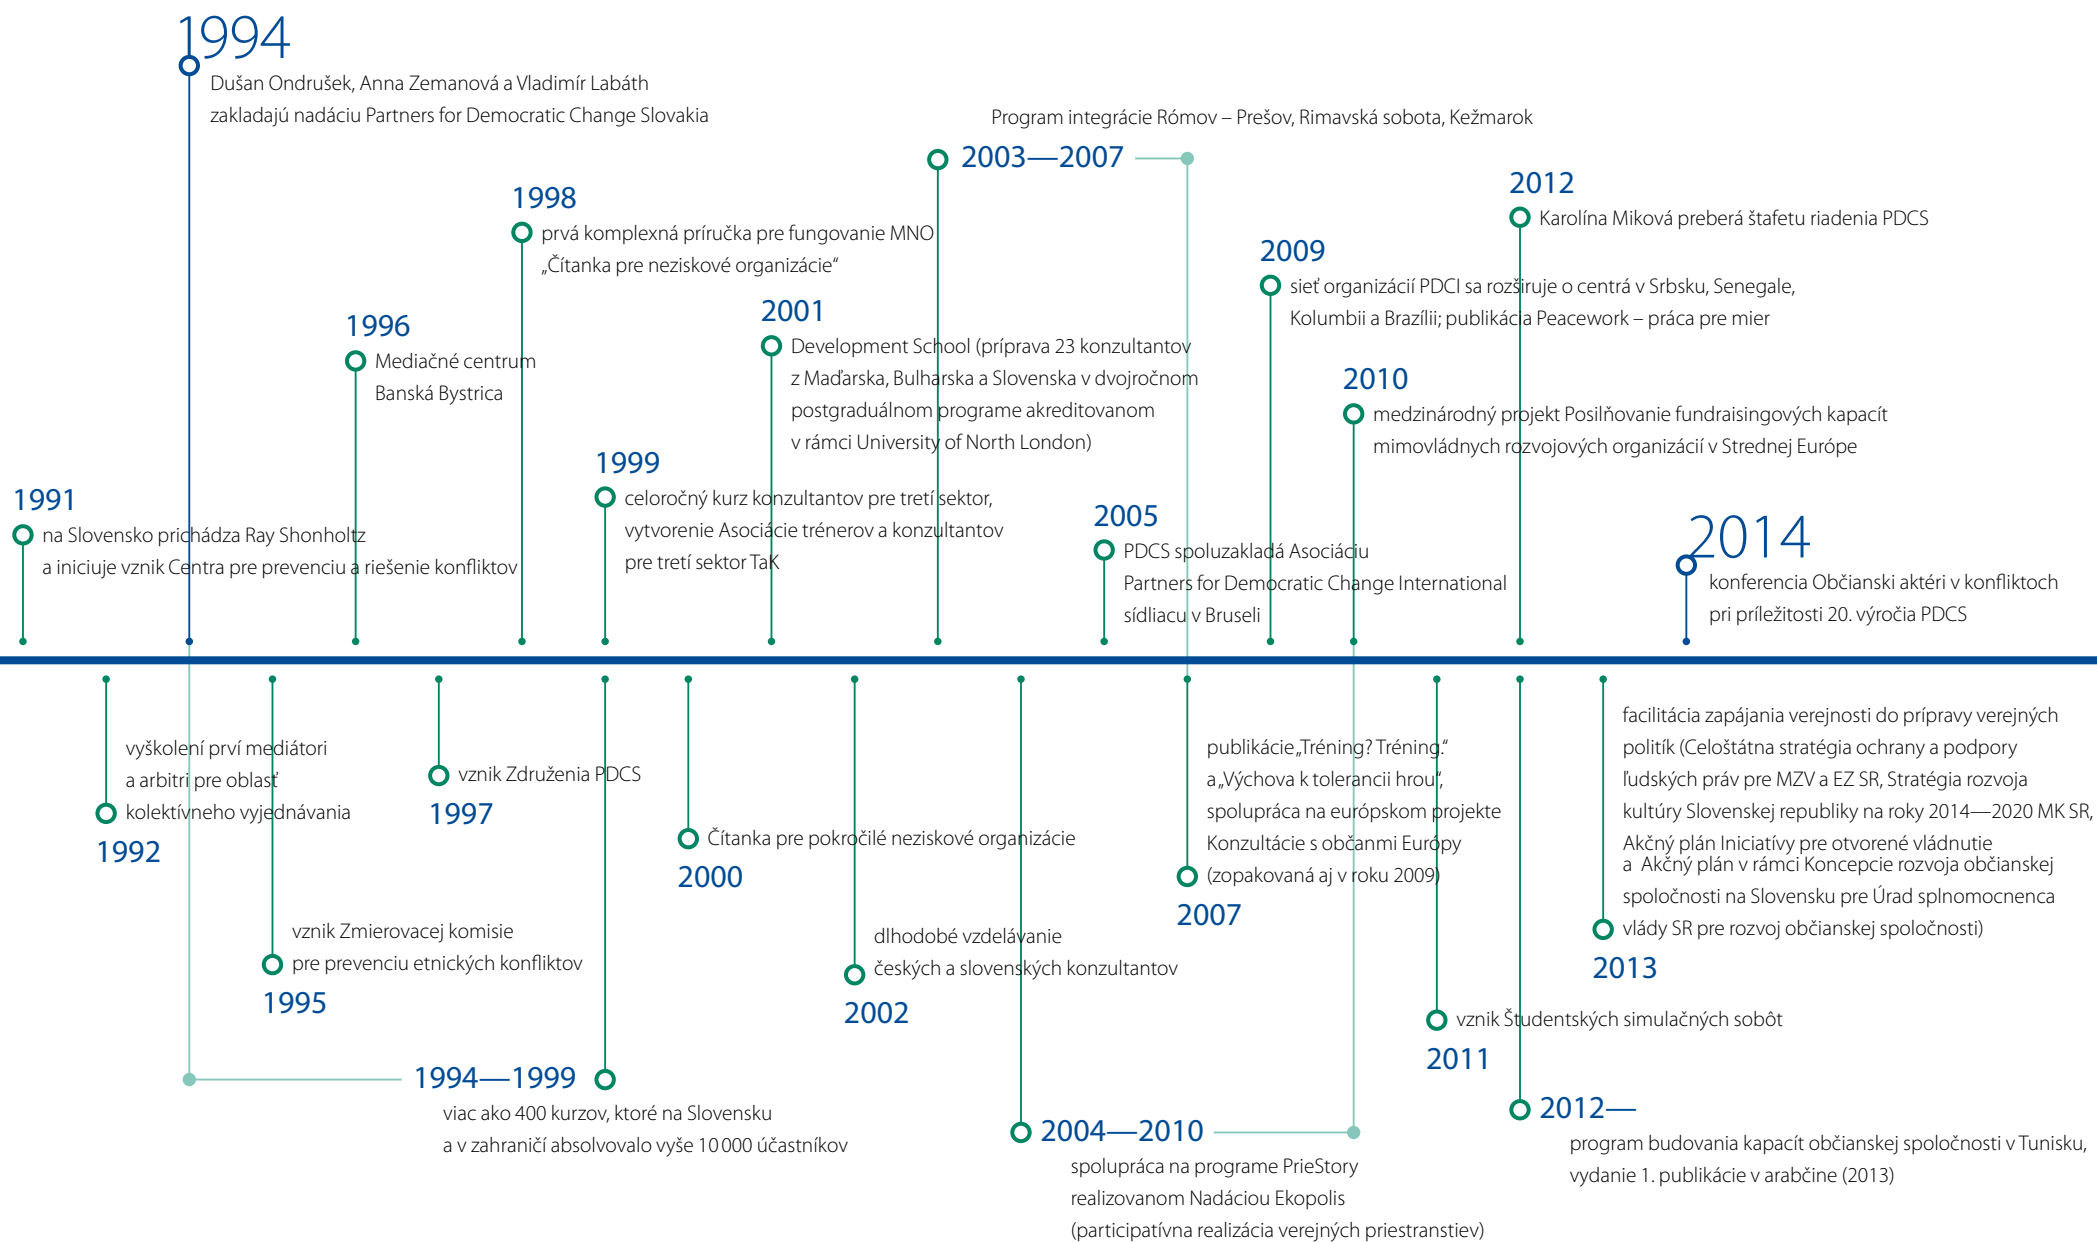 1994
Dušan Ondrušek, Anna Zemanová a Vladimír Labáth
zakladajú nadáciu Partners for Democratic Change Slovakia
Program integrácie Rómov – Prešov, Rimavská sobota, Kežmarok
2003—2007
1998
prvá komplexná príručka pre fungovanie MNO
„Čítanka pre neziskové organizácie“
2012
Karolína Miková preberá štafetu riadenia PDCS
2009
sieť organizácií PDCI sa rozširuje o centrá v Srbsku, Senegale,
Kolumbii a Brazílii; publikácia Peacework – práca pre mier
1996
Mediačné centrum
Banská Bystrica
2001
Development School (príprava 23 konzultantov
z Maďarska, Bulharska a Slovenska v dvojročnom
postgraduálnom programe akreditovanom
v rámci University of North London)
2010
medzinárodný projekt Posilňovanie fundraisingových kapacít
mimovládnych rozvojových organizácií v Strednej Európe
1999
celoročný kurz konzultantov pre tretí sektor,
vytvorenie Asociácie trénerov a konzultantov
pre tretí sektor TaK
1991
na Slovensko prichádza Ray Shonholtz
a iniciuje vznik Centra pre prevenciu a riešenie konfliktov
2005
PDCS spoluzakladá Asociáciu
Partners for Democratic Change International
sídliacu v Bruseli
2014
konferencia Občianski aktéri v konfliktoch
pri príležitosti 20. výročia PDCS
vyškolení prví mediátori
a arbitri pre oblasť
kolektívneho vyjednávania
1992
vznik Združenia PDCS
1997
Čítanka pre pokročilé neziskové organizácie
2000
publikácie „Tréning? Tréning.“
a „Výchova k tolerancii hrou“,
spolupráca na európskom projekte
Konzultácie s občanmi Európy
(zopakovaná aj v roku 2009)
2007
facilitácia zapájania verejnosti do prípravy verejných
politík (Celoštátna stratégia ochrany a podpory
ľudských práv pre MZV a EZ SR, Stratégia rozvoja
kultúry Slovenskej republiky na roky 2014—2020 MK SR,
Akčný plán Iniciatívy pre otvorené vládnutie
a Akčný plán v rámci Koncepcie rozvoja občianskej
spoločnosti na Slovensku pre Úrad splnomocnenca
vlády SR pre rozvoj občianskej spoločnosti)
2013
vznik Zmierovacej komisie
pre prevenciu etnických konfliktov
1995
dlhodobé vzdelávanie
českých a slovenských konzultantov
2002
vznik Študentských simulačných sobôt
2011
1994—1999
viac ako 400 kurzov, ktoré na Slovensku
a v zahraničí absolvovalo vyše 10 000 účastníkov
2004—2010
spolupráca na programe PrieStory
realizovanom Nadáciou Ekopolis
(participatívna realizácia verejných priestranstiev)
2012—
program budovania kapacít občianskej spoločnosti v Tunisku,
vydanie 1. publikácie v arabčine (2013)